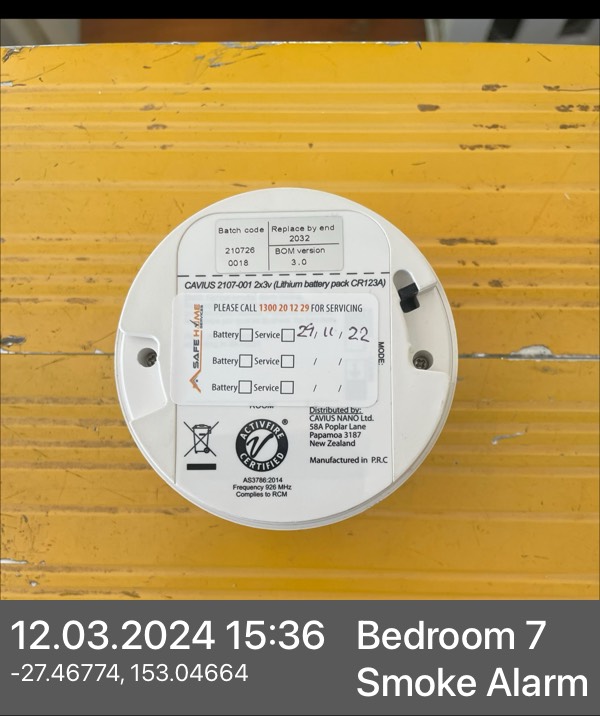 Batch code
210726
0018
Replace by end
2032
BOM version
3.0
CAVIUS 2107-001 2x3v (Lithium battery pack CR123A)
SAFE HOME
PLEASE CALL 1300 20 12 29 FOR SERVICING
Battery Service 29, 11, 22
Battery Service / /
Battery Service / /
ACTIVFIRE
CERTIFIED
®
AS3786:2014
Frequency 926 MHz
Complies to RCM
Distributed by:
CAVIUS NANO Ltd.
58A Poplar Lane
Papamoa 3187
New Zealand
Manufactured in P.R.C
12.03.2024 15:36
-27.46774, 153.04664
Bedroom 7
Smoke Alarm